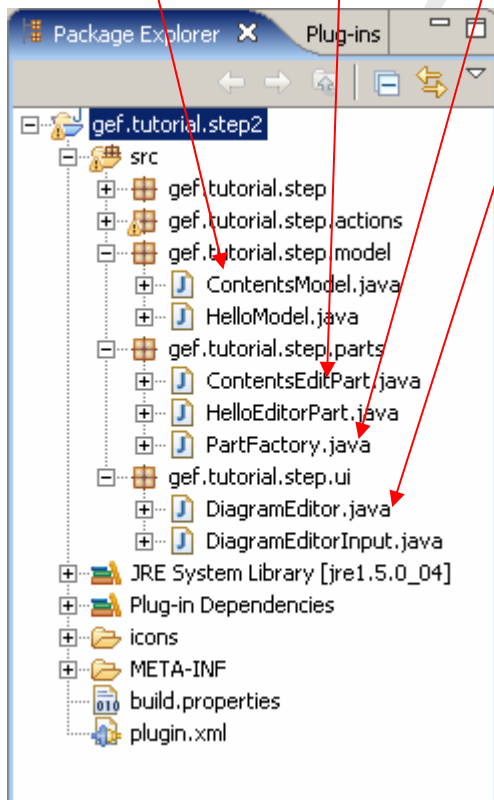 Package Explorer Plug-ins
gef.tutorial.step2
src
gef.tutorial.step
gef.tutorial.step.actions
gef.tutorial.step.model
ContentsModel.java
HelloModel.java
gef.tutorial.step.parts
ContentsEditPart.java
HelloEditorPart.java
PartFactory.java
gef.tutorial.step.ui
DiagramEditor.java
DiagramEditorInput.java
JRE System Library [jre1.5.0_04]
Plug-in Dependencies
icons
META-INF
build.properties
plugin.xml